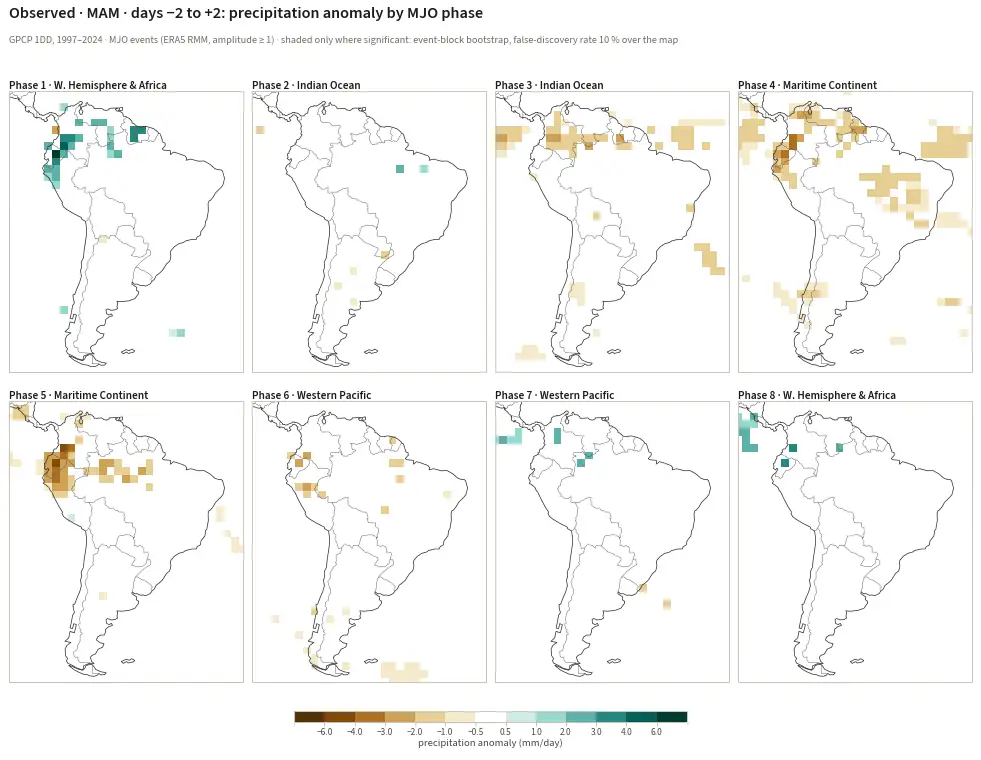 Observed · MAM · days −2 to +2: precipitation anomaly by MJO phase
GPCP 1DD, 1997–2024 · MJO events (ERA5 RMM, amplitude ≥ 1) · shaded only where significant: event-block bootstrap, false-discovery rate 10 % over the map
Phase 1 · W. Hemisphere & Africa
Phase 2 · Indian Ocean
Phase 3 · Indian Ocean
Phase 4 · Maritime Continent
Phase 5 · Maritime Continent
Phase 6 · Western Pacific
Phase 7 · Western Pacific
Phase 8 · W. Hemisphere & Africa
−6.0 −4.0 −3.0 −2.0 −1.0 −0.5 0.5 1.0 2.0 3.0 4.0 6.0
precipitation anomaly (mm/day)